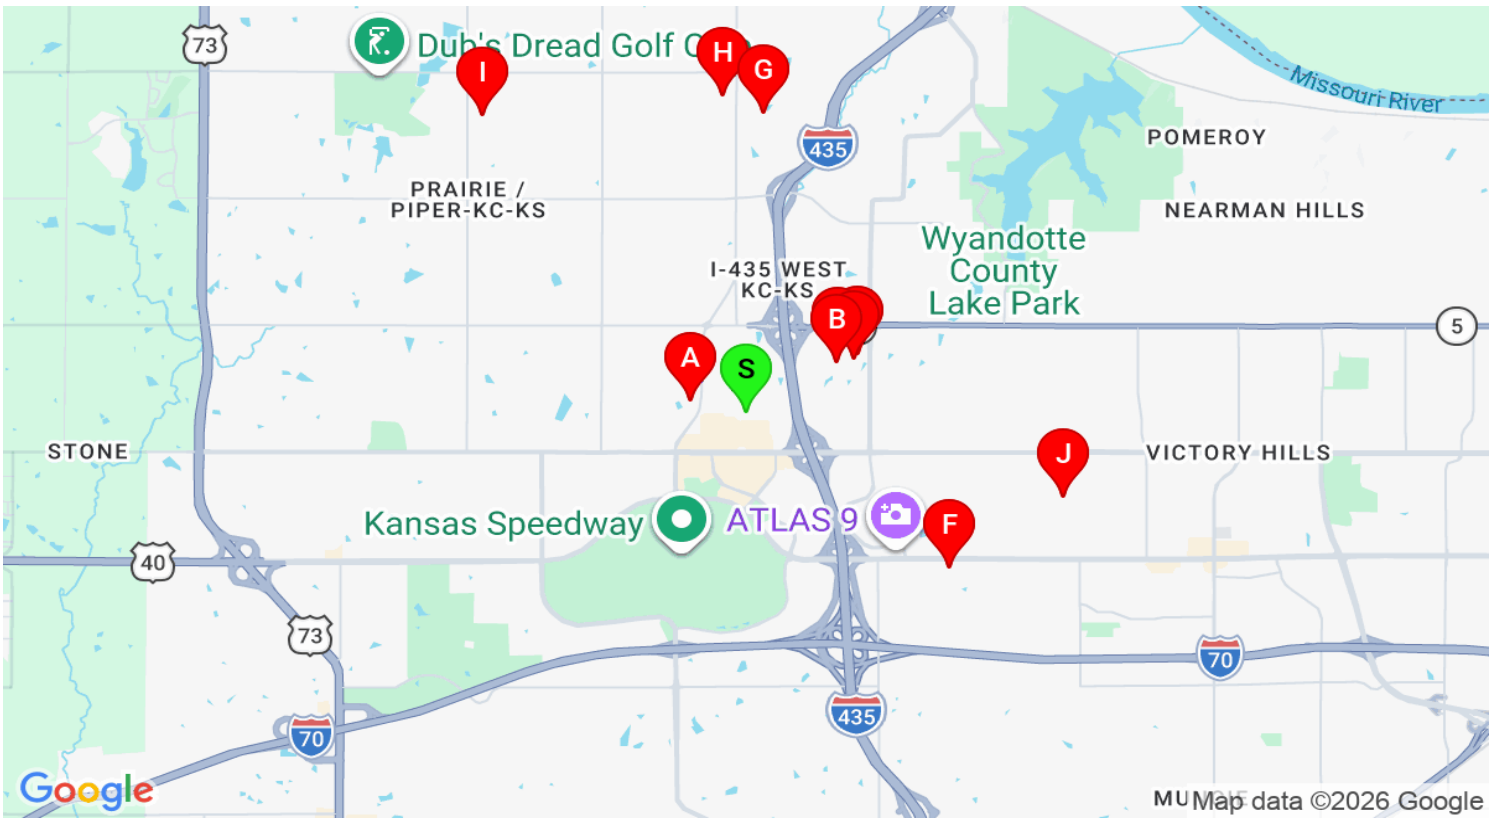 73
Dub's Dread Golf C
H
G
I
Missouri River
435
POMEROY
PRAIRIE /
PIPER-KC-KS
NEARMAN HILLS
Wyandotte
County
Lake Park
I-435 WEST
KC-KS
B
5
A
S
STONE
J
VICTORY HILLS
Kansas Speedway
ATLAS 9
F
40
73
70
435
70
Google
Map data ©2026 Google